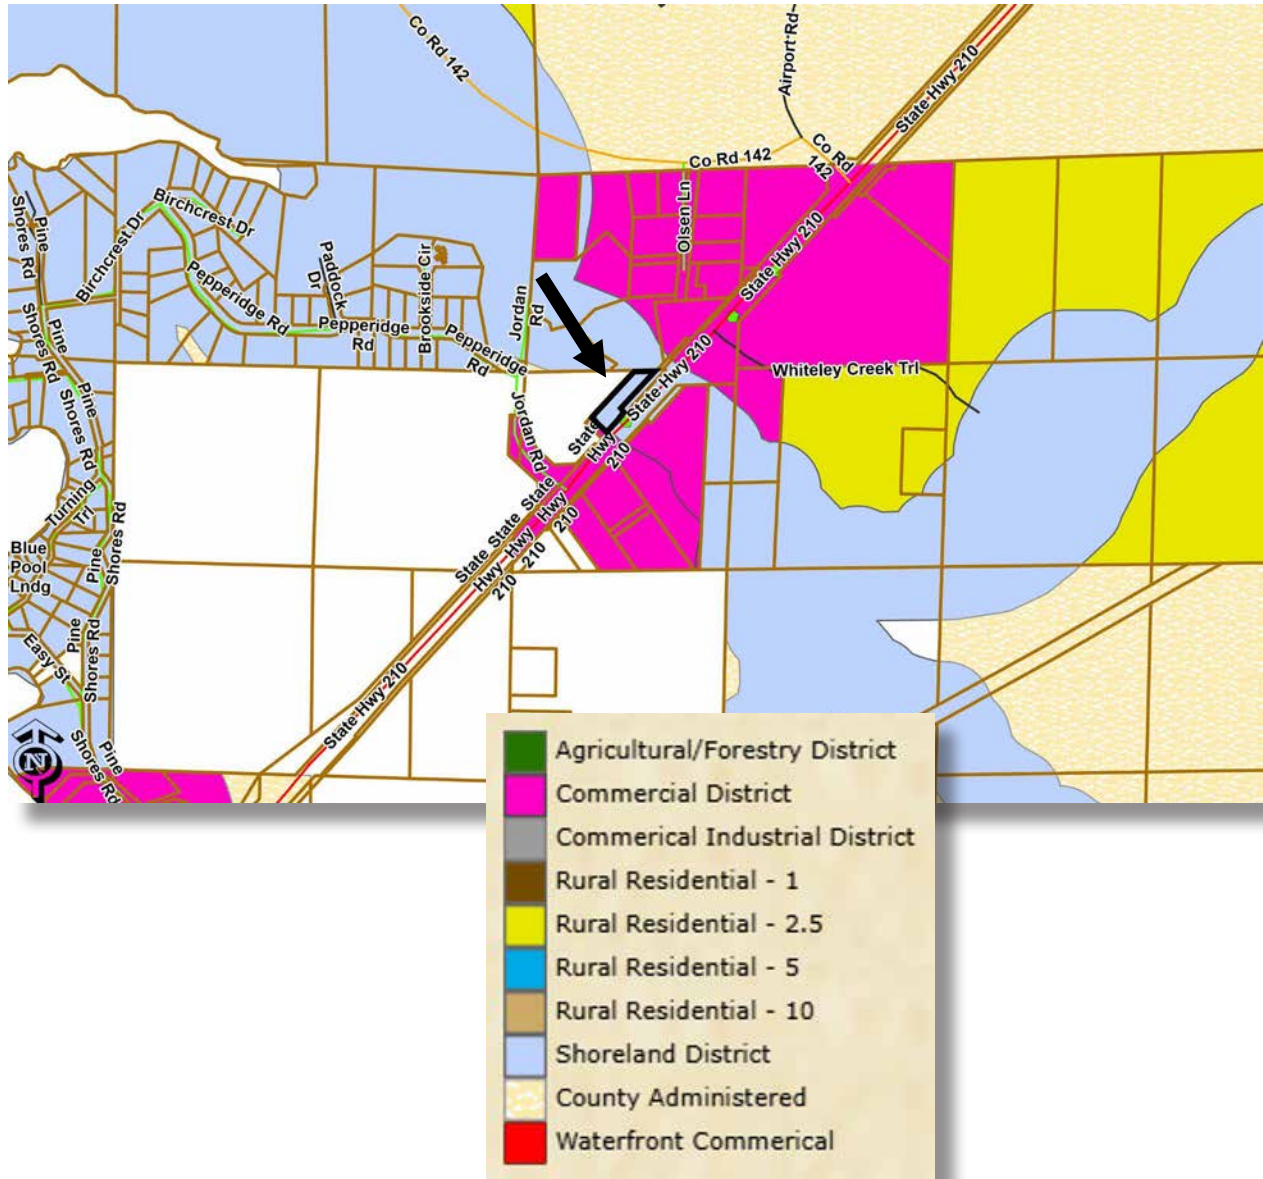 Co Rd 142
Airport Rd
State Hwy 210
Co Rd 142
Co Rd
142
Olsen Ln
Pine
Shores Rd
Birchcrest Dr
Birchcrest Dr
Paddock
Dr
Brookside Cir
Pepperidge Rd
Pepperidge
Rd
Pepperidge
Rd
Jordan
Rd
State Hwy 210
State Hwy 210
Whiteley Creek Trl
Pine
Shores Rd
Pine
Shores Rd
Jordan Rd
State
Hwy
210
State
Hwy
210
State
Hwy
210
State
Hwy
210
Turning
Trl
Blue
Pool
Lndg
Pine
Shores Rd
Easy St
Pine
Shores Rd
State Hwy 210
Pine
Shores Rd
N
Agricultural/Forestry District
Commercial District
Commerical Industrial District
Rural Residential - 1
Rural Residential - 2.5
Rural Residential - 5
Rural Residential - 10
Shoreland District
County Administered
Waterfront Commerical